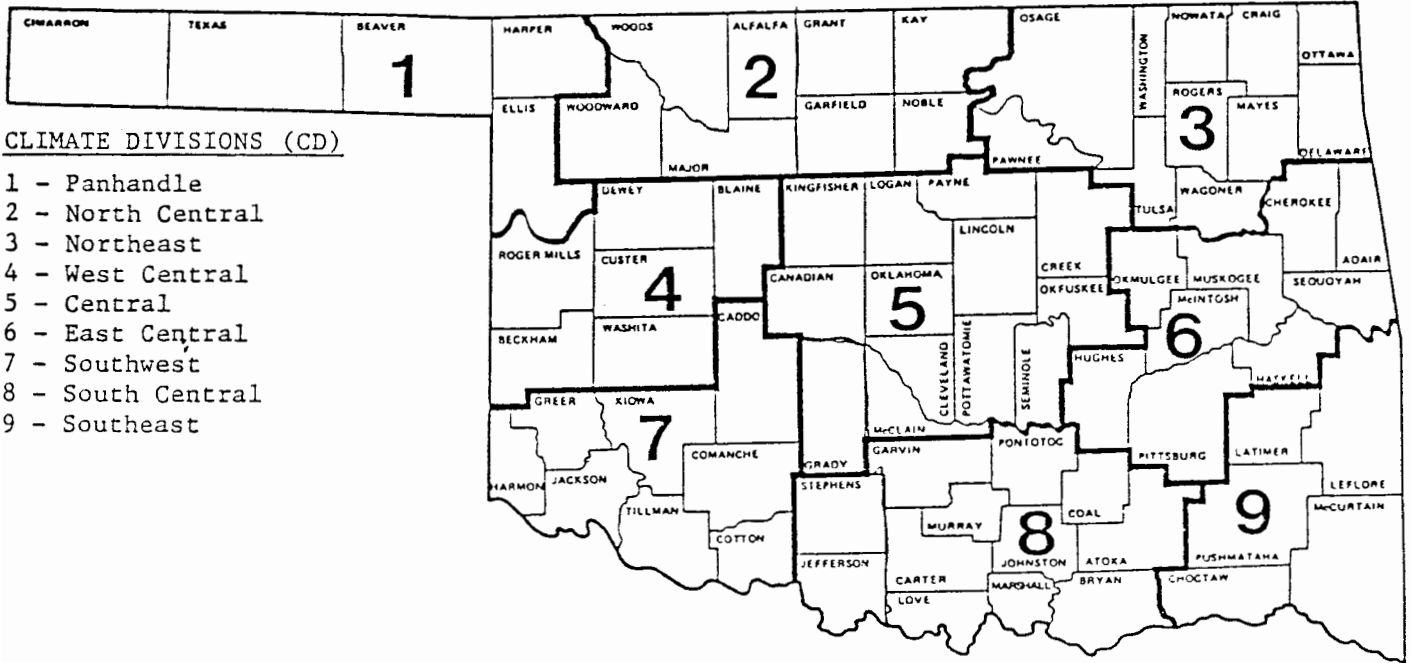 CIMARRON TEXAS BEAVER HARPER WOODS ALFALFA GRANT KAY OSAGE NOWATA CRAIG
OTTAWA
WASHINGTON
1 2 3
ELLIS WOODWARD GARFIELD NOBLE ROGERS MAYES
MAJOR PAWNEE DELAWARE
CLIMATE DIVISIONS (CD)
1 - Panhandle
2 - North Central
3 - Northeast
4 - West Central
5 - Central
6 - East Central
7 - Southwest
8 - South Central
9 - Southeast
DEWEY BLAINE KINGFISHER LOGAN PAYNE WAGONER CHEROKEE
TULSA
LINCOLN
ROGER MILLS CUSTER CANADIAN OKLAHOMA CREEK OKMULGEE MUSKOGEE ADAIR
SEQUOYAH
OKFUSKEE
McINTOSH
4 5 6
BECKHAM WASHITA CADDO
CLEVELAND POTTAWATOMIE SEMINOLE HUGHES HASKELL
GREER KIOWA McCLAIN
7
COMANCHE GRADY GARVIN PONTOTOC PITTSBURG LATIMER
HARMON JACKSON STEPHENS LEFLORE
TILLMAN COAL McCURTAIN
MURRAY
8 9
COTTON JEFFERSON JOHNSTON ATOKA PUSHMATAHA
CARTER MARSHALL BRYAN CHOCTAW
LOVE